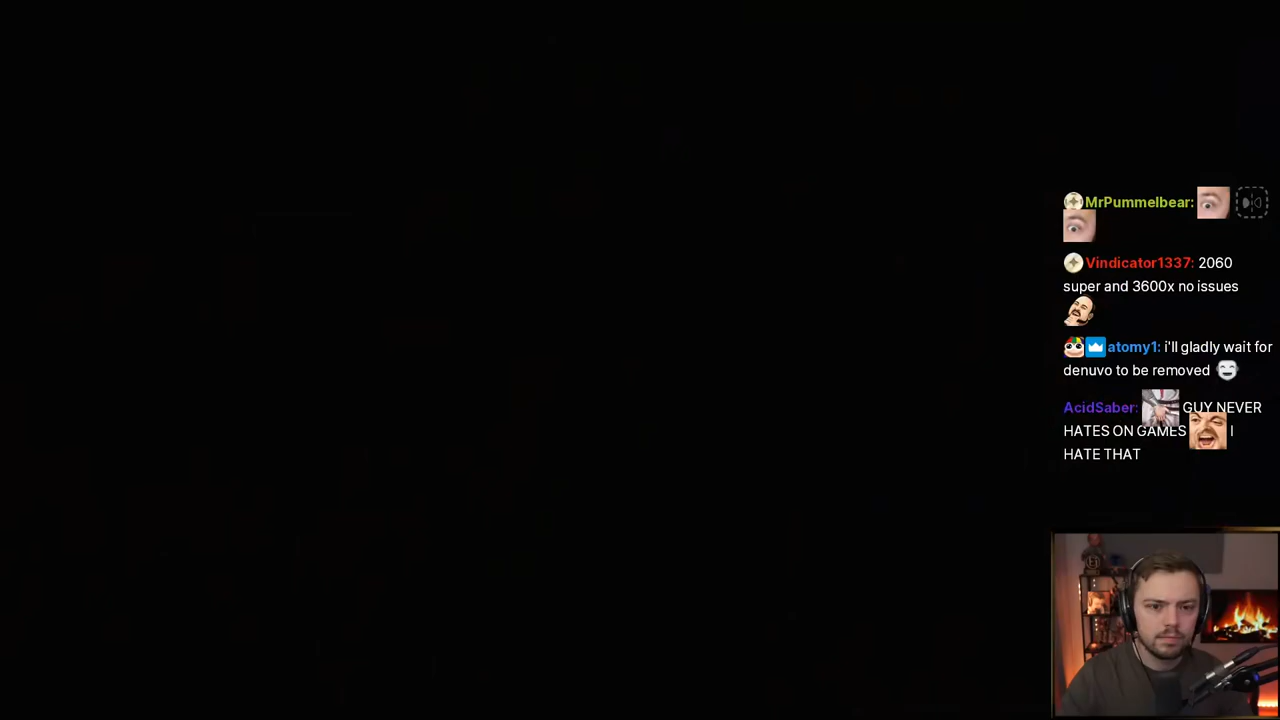 MrPummelbear:
Vindicator1337: 2060
super and 3600x no issues
atomy1: i'll gladly wait for
denuvo to be removed
AcidSaber: GUY NEVER
HATES ON GAMES I
HATE THAT